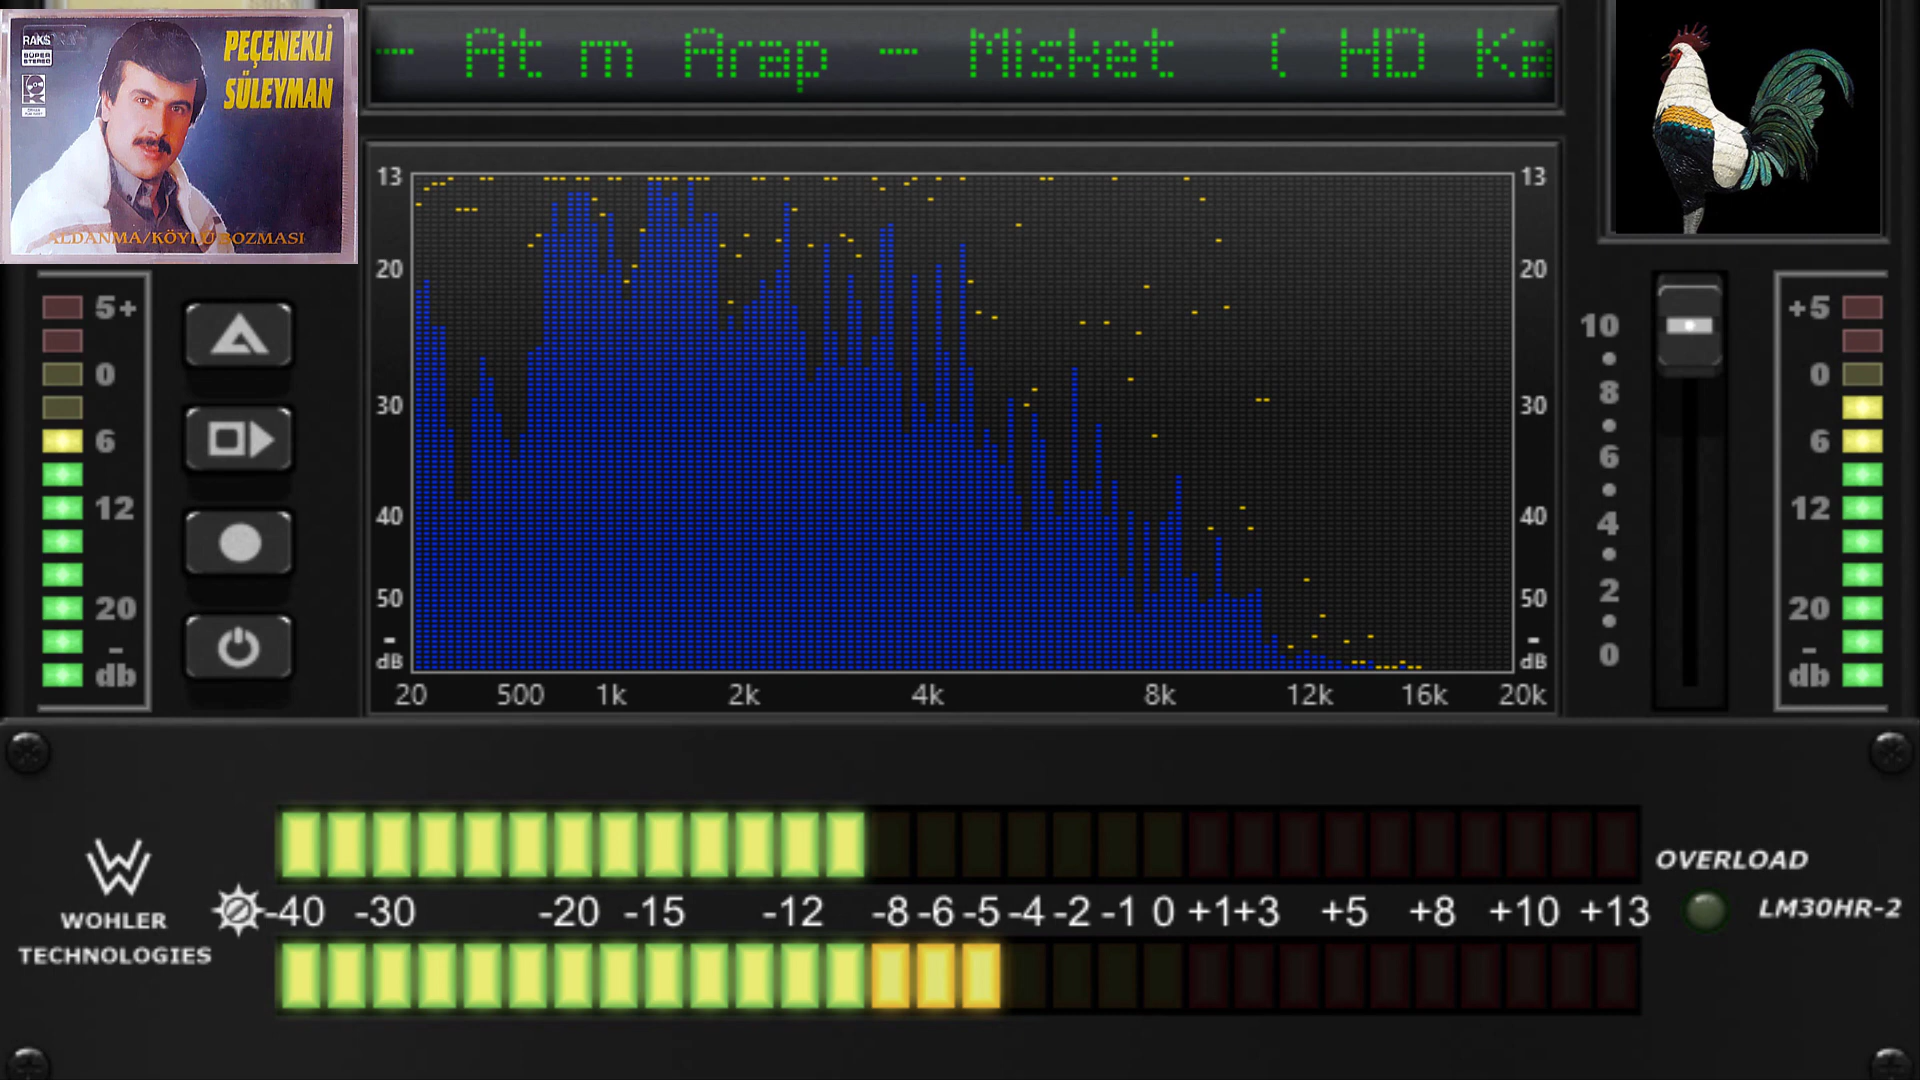 RAKS
SÜPER
STEREO
PEÇENEKLİ
SÜLEYMAN
ALDANMA/KÖYLÜ BOZMASI
- At m Arap - Misket ( HD Ka
13
20
30
40
50
-
dB
13
20
30
40
50
-
dB
20 500 1k 2k 4k 8k 12k 16k 20k
5+
0
6
12
20
-
db
10
8
6
4
2
0
+5
0
6
12
20
-
db
WOHLER
TECHNOLOGIES
-40 -30 -20 -15 -12 -8 -6 -5 -4 -2 -1 0 +1 +3 +5 +8 +10 +13
OVERLOAD
LM30HR-2